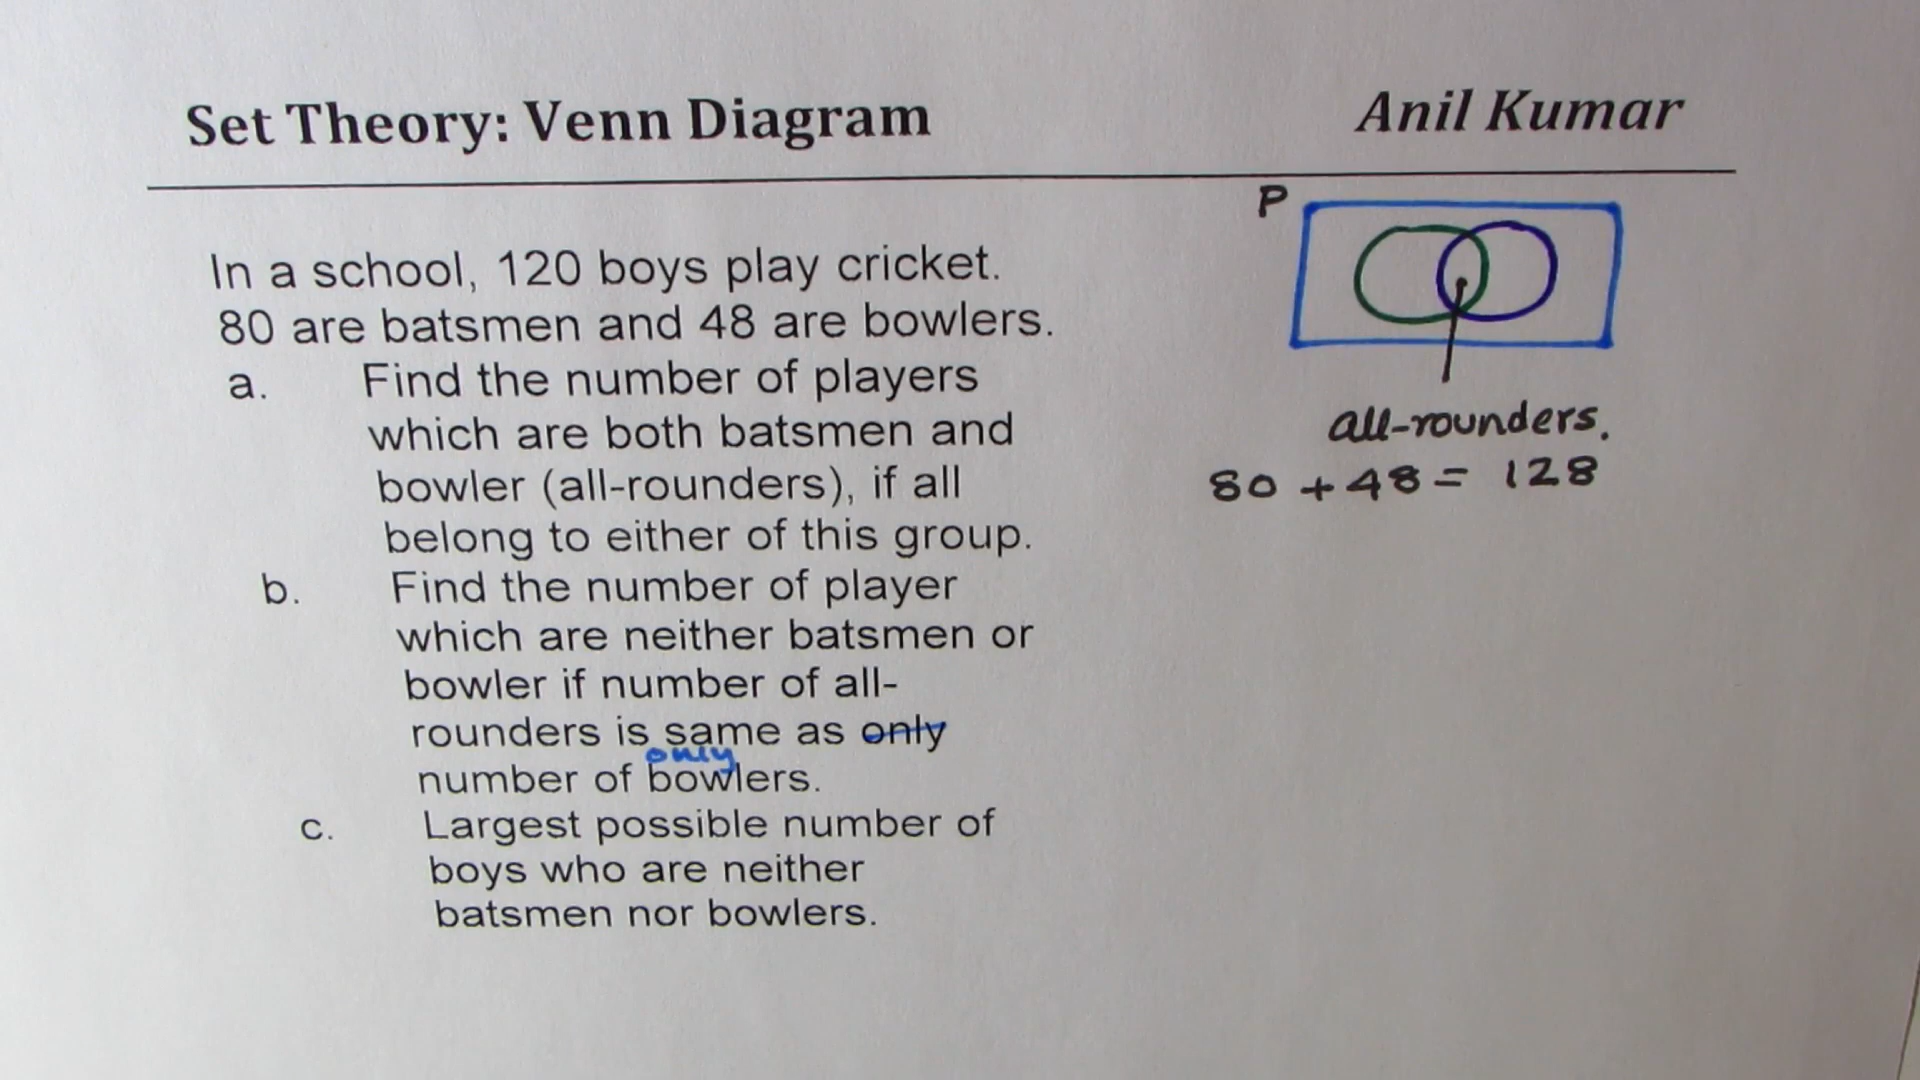 Set Theory: Venn Diagram
Anil Kumar
P
In a school, 120 boys play cricket.
80 are batsmen and 48 are bowlers.
a. Find the number of players
which are both batsmen and
bowler (all-rounders), if all
belong to either of this group.
b. Find the number of player
which are neither batsmen or
bowler if number of all-
rounders is same as only
only
number of bowlers.
c. Largest possible number of
boys who are neither
batsmen nor bowlers.
all-rounders.
80 + 48 = 128